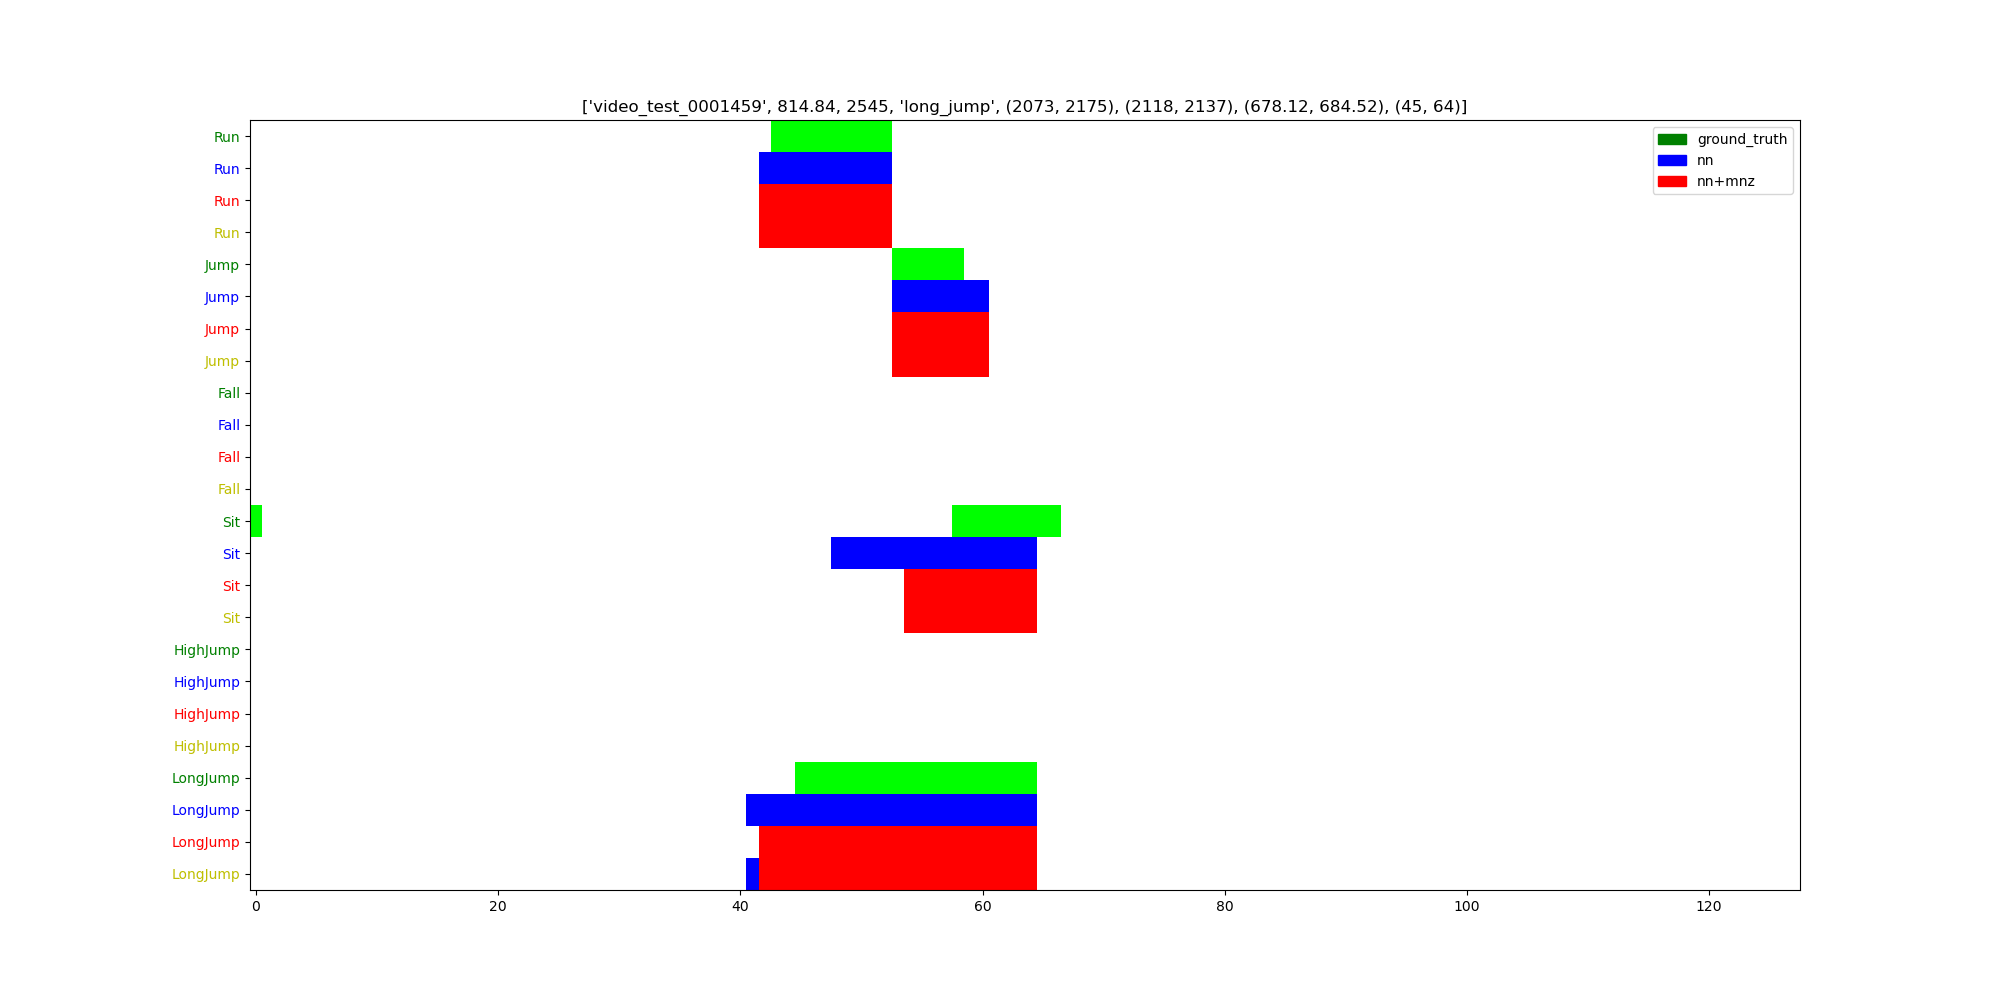 ['video_test_0001459', 814.84, 2545, 'long_jump', (2073, 2175), (2118, 2137), (678.12, 684.52), (45, 64)]
ground_truth
nn
nn+mnz
Run
Run
Run
Run
Jump
Jump
Jump
Jump
Fall
Fall
Fall
Fall
Sit
Sit
Sit
Sit
HighJump
HighJump
HighJump
HighJump
LongJump
LongJump
LongJump
LongJump
0 20 40 60 80 100 120